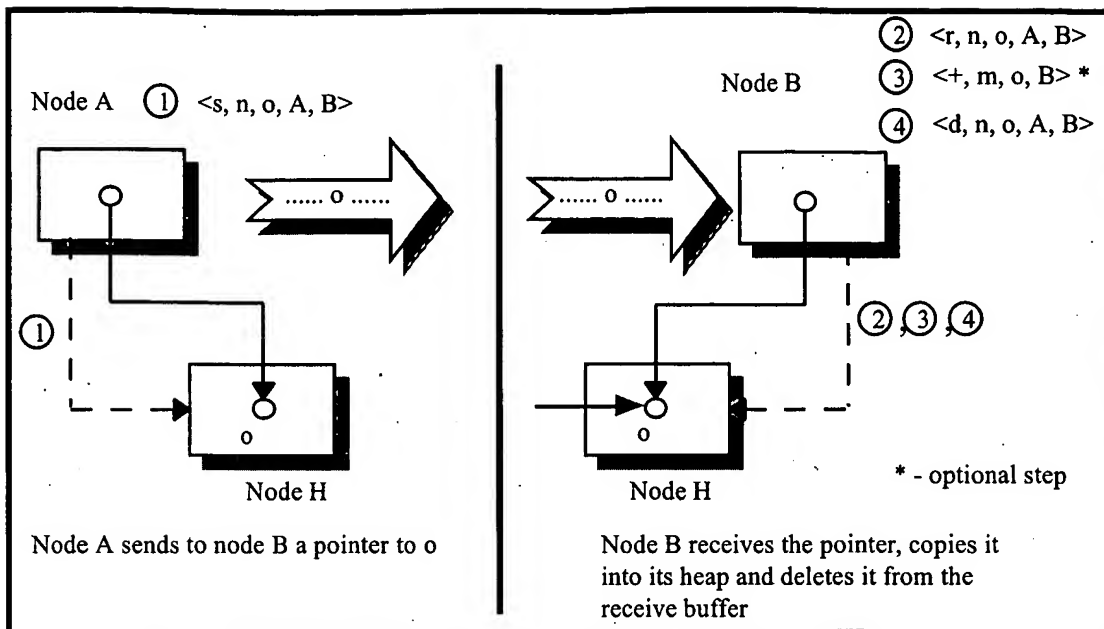 Node A ① <s, n, o, A, B>
...... o ......
①
o
Node H
Node A sends to node B a pointer to o
② <r, n, o, A, B>
③ <+, m, o, B> *
④ <d, n, o, A, B>
Node B
...... o ......
②,③,④
o
Node H
* - optional step
Node B receives the pointer, copies it
into its heap and deletes it from the
receive buffer